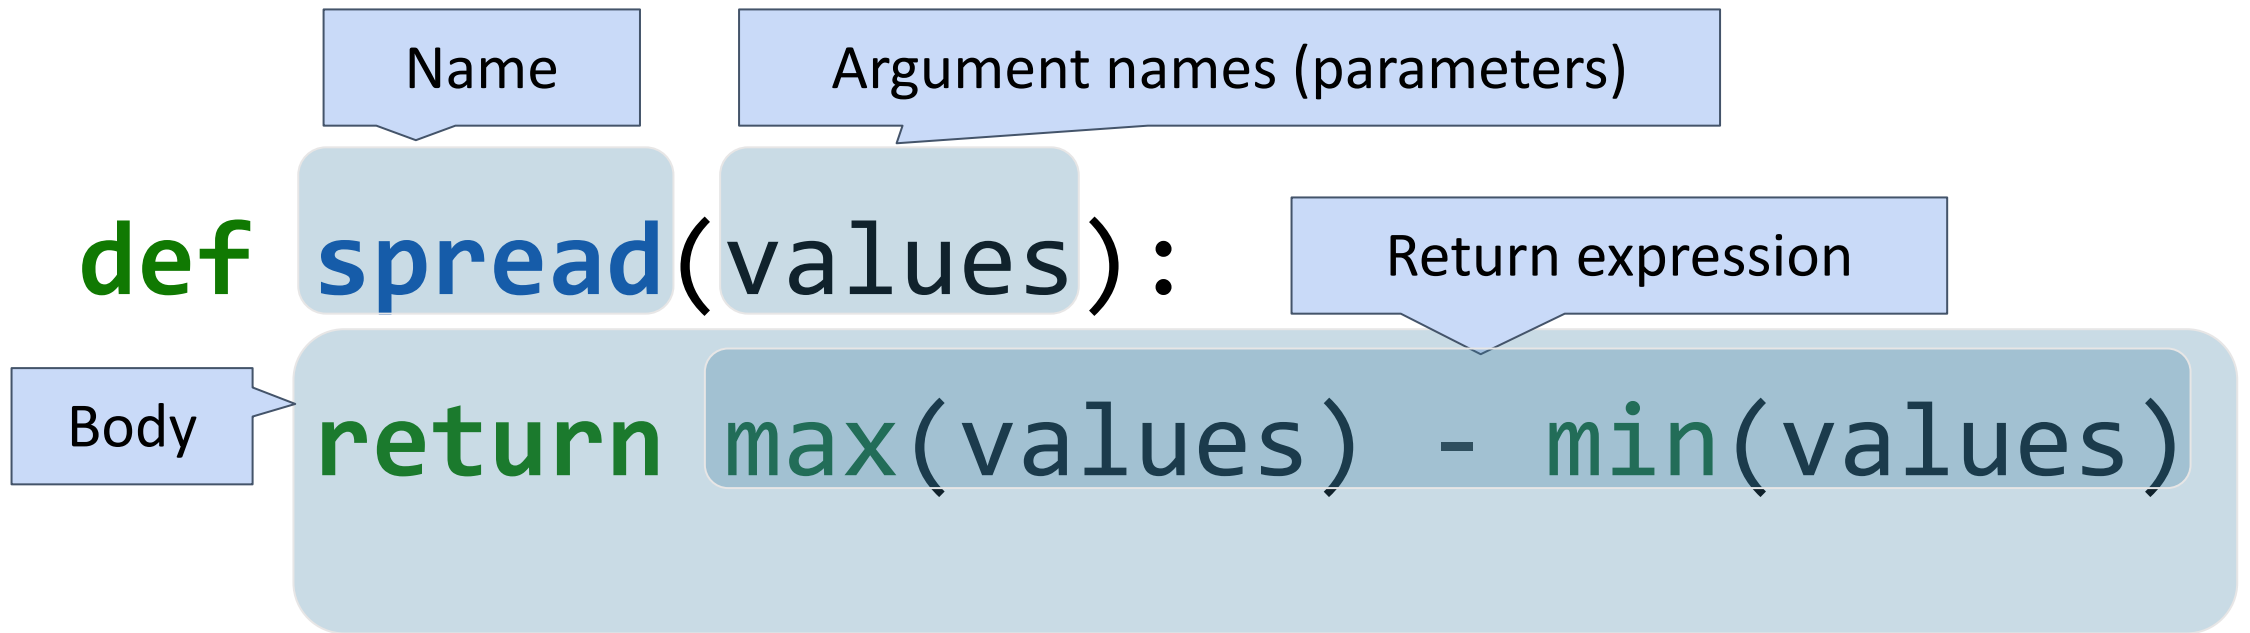 Name
Argument names (parameters)
def spread(values):
Return expression
Body
return max(values) - min(values)